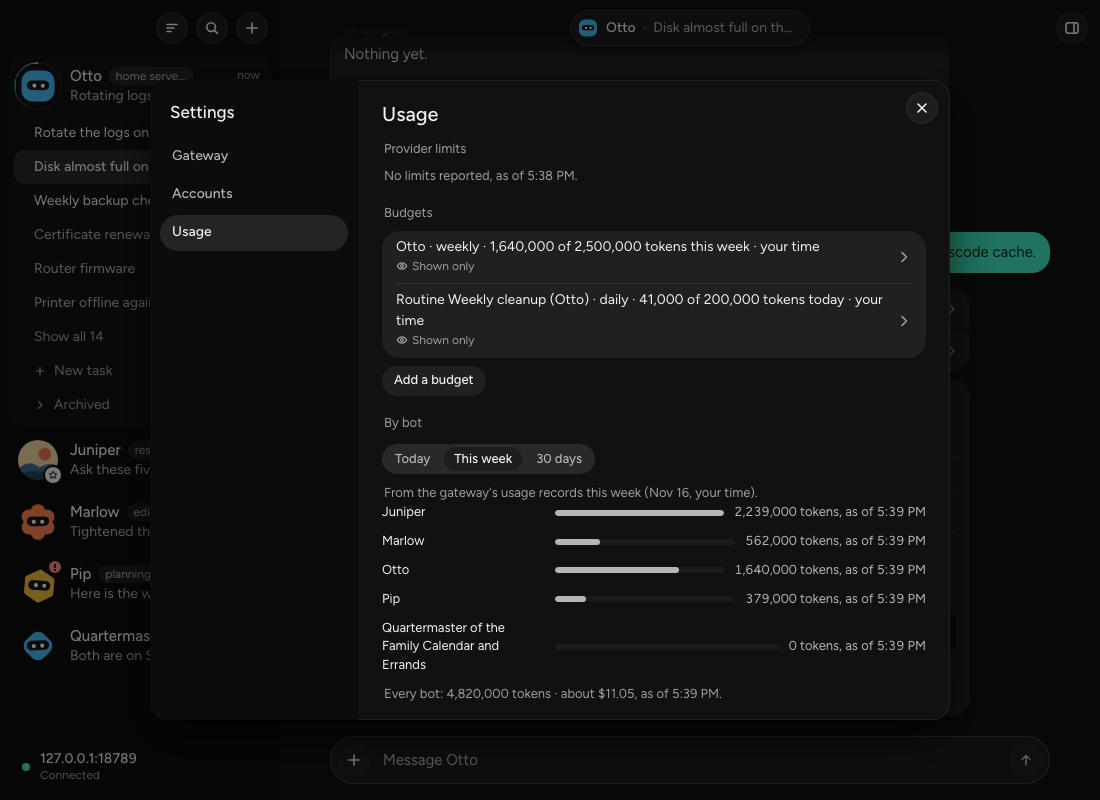 Otto · Disk almost full on th...
Nothing yet.
Otto home serve... now
Rotating logs
Rotate the logs on
Disk almost full on
Weekly backup che
Certificate renewa
Router firmware
Printer offline again
Show all 14
New task
Archived
Juniper res
Ask these five
Marlow edi
Tightened th
Pip planning
Here is the w
Quartermas
Both are on S
127.0.0.1:18789
Connected
Settings
Gateway
Accounts
Usage
Usage
Provider limits
No limits reported, as of 5:38 PM.
Budgets
Otto · weekly · 1,640,000 of 2,500,000 tokens this week · your time
Shown only
Routine Weekly cleanup (Otto) · daily · 41,000 of 200,000 tokens today · your
time
Shown only
Add a budget
By bot
Today This week 30 days
From the gateway's usage records this week (Nov 16, your time).
Juniper 2,239,000 tokens, as of 5:39 PM
Marlow 562,000 tokens, as of 5:39 PM
Otto 1,640,000 tokens, as of 5:39 PM
Pip 379,000 tokens, as of 5:39 PM
Quartermaster of the
Family Calendar and
Errands
0 tokens, as of 5:39 PM
Every bot: 4,820,000 tokens · about $11.05, as of 5:39 PM.
scode cache.
Message Otto